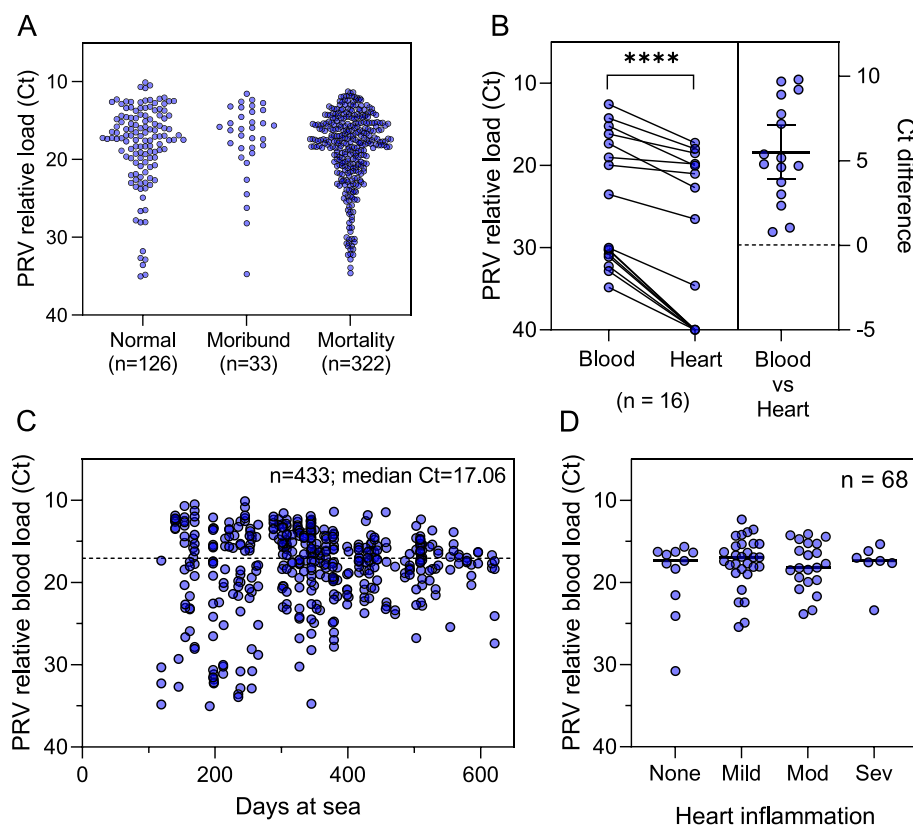 A
PRV relative load (Ct)
10
20
30
40
Normal
(n=126)
Moribund
(n=33)
Mortality
(n=322)
B
PRV relative load (Ct)
10
20
30
40
****
Blood
Heart
(n = 16)
10
5
0
-5
Ct difference
Blood
vs
Heart
C
PRV relative blood load (Ct)
n=433; median Ct=17.06
10
20
30
40
0
200
400
600
Days at sea
D
PRV relative blood load (Ct)
n = 68
10
20
30
40
None
Mild
Mod
Sev
Heart inflammation